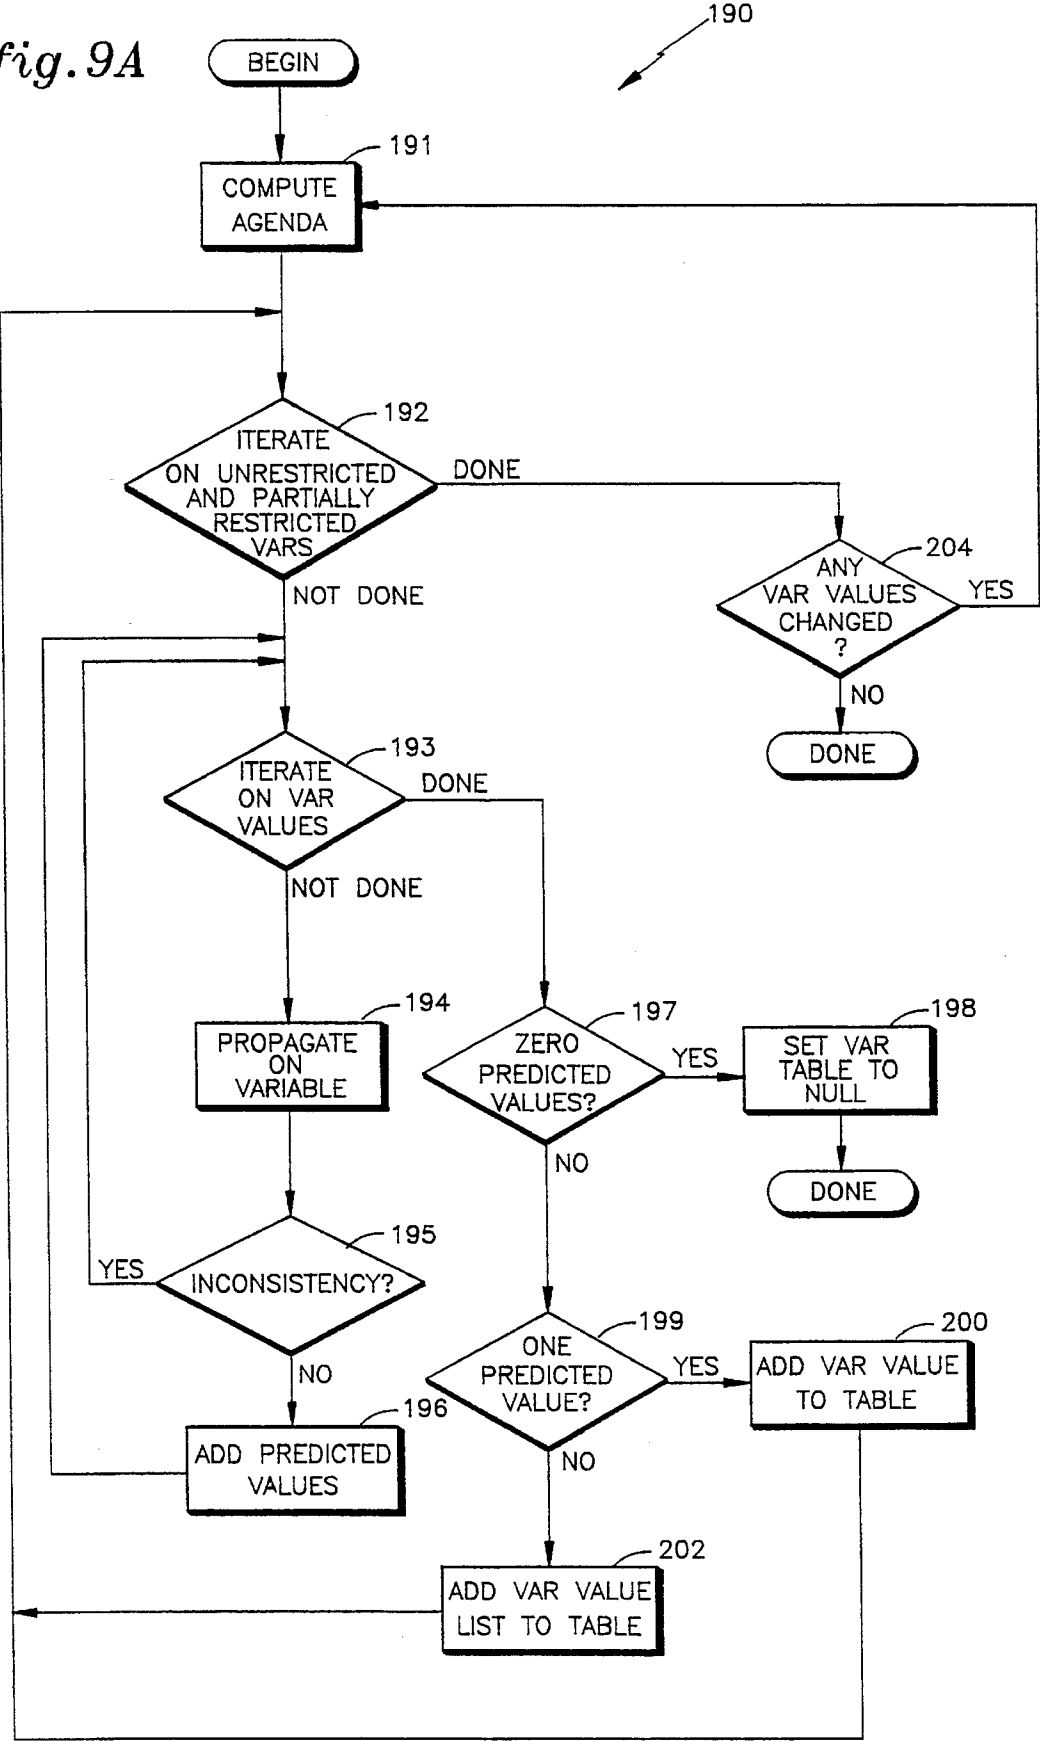 190
fig. 9A
BEGIN
191
COMPUTE
AGENDA
192
ITERATE
ON UNRESTRICTED
AND PARTIALLY
RESTRICTED
VARS
DONE
NOT DONE
204
ANY
VAR VALUES
CHANGED
?
YES
NO
DONE
193
ITERATE
ON VAR
VALUES
DONE
NOT DONE
194
PROPAGATE
ON
VARIABLE
197
ZERO
PREDICTED
VALUES?
YES
NO
198
SET VAR
TABLE TO
NULL
DONE
195
INCONSISTENCY?
YES
NO
196
ADD PREDICTED
VALUES
199
ONE
PREDICTED
VALUE?
YES
NO
200
ADD VAR VALUE
TO TABLE
202
ADD VAR VALUE
LIST TO TABLE